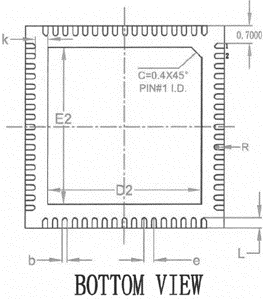 k
1
2
0.7000
C=0.4X45°
PIN#1 I.D.
E2
R
D2
L
b
e
BOTTOM VIEW